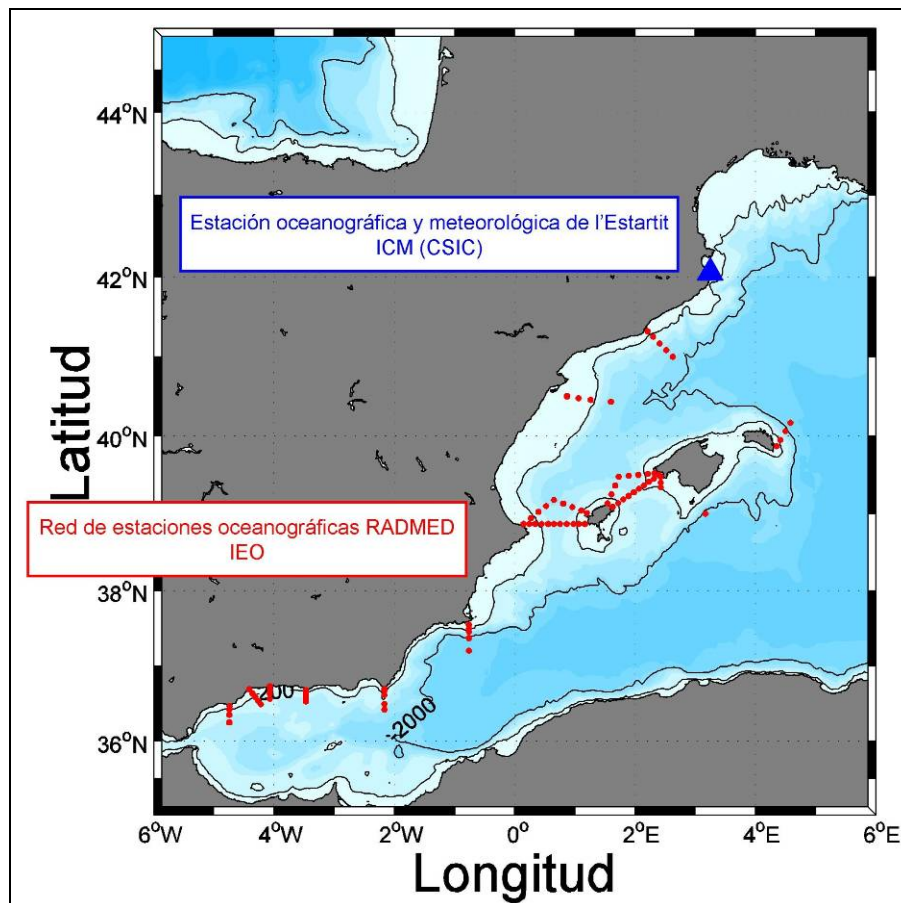 44°N
Estación oceanográfica y meteorológica de l'Estartit
ICM (CSIC)
42°N
Latitud
40°N
Red de estaciones oceanográficas RADMED
IEO
38°N
-200
-2000
36°N
6°W 4°W 2°W 0° 2°E 4°E 6°E
Longitud